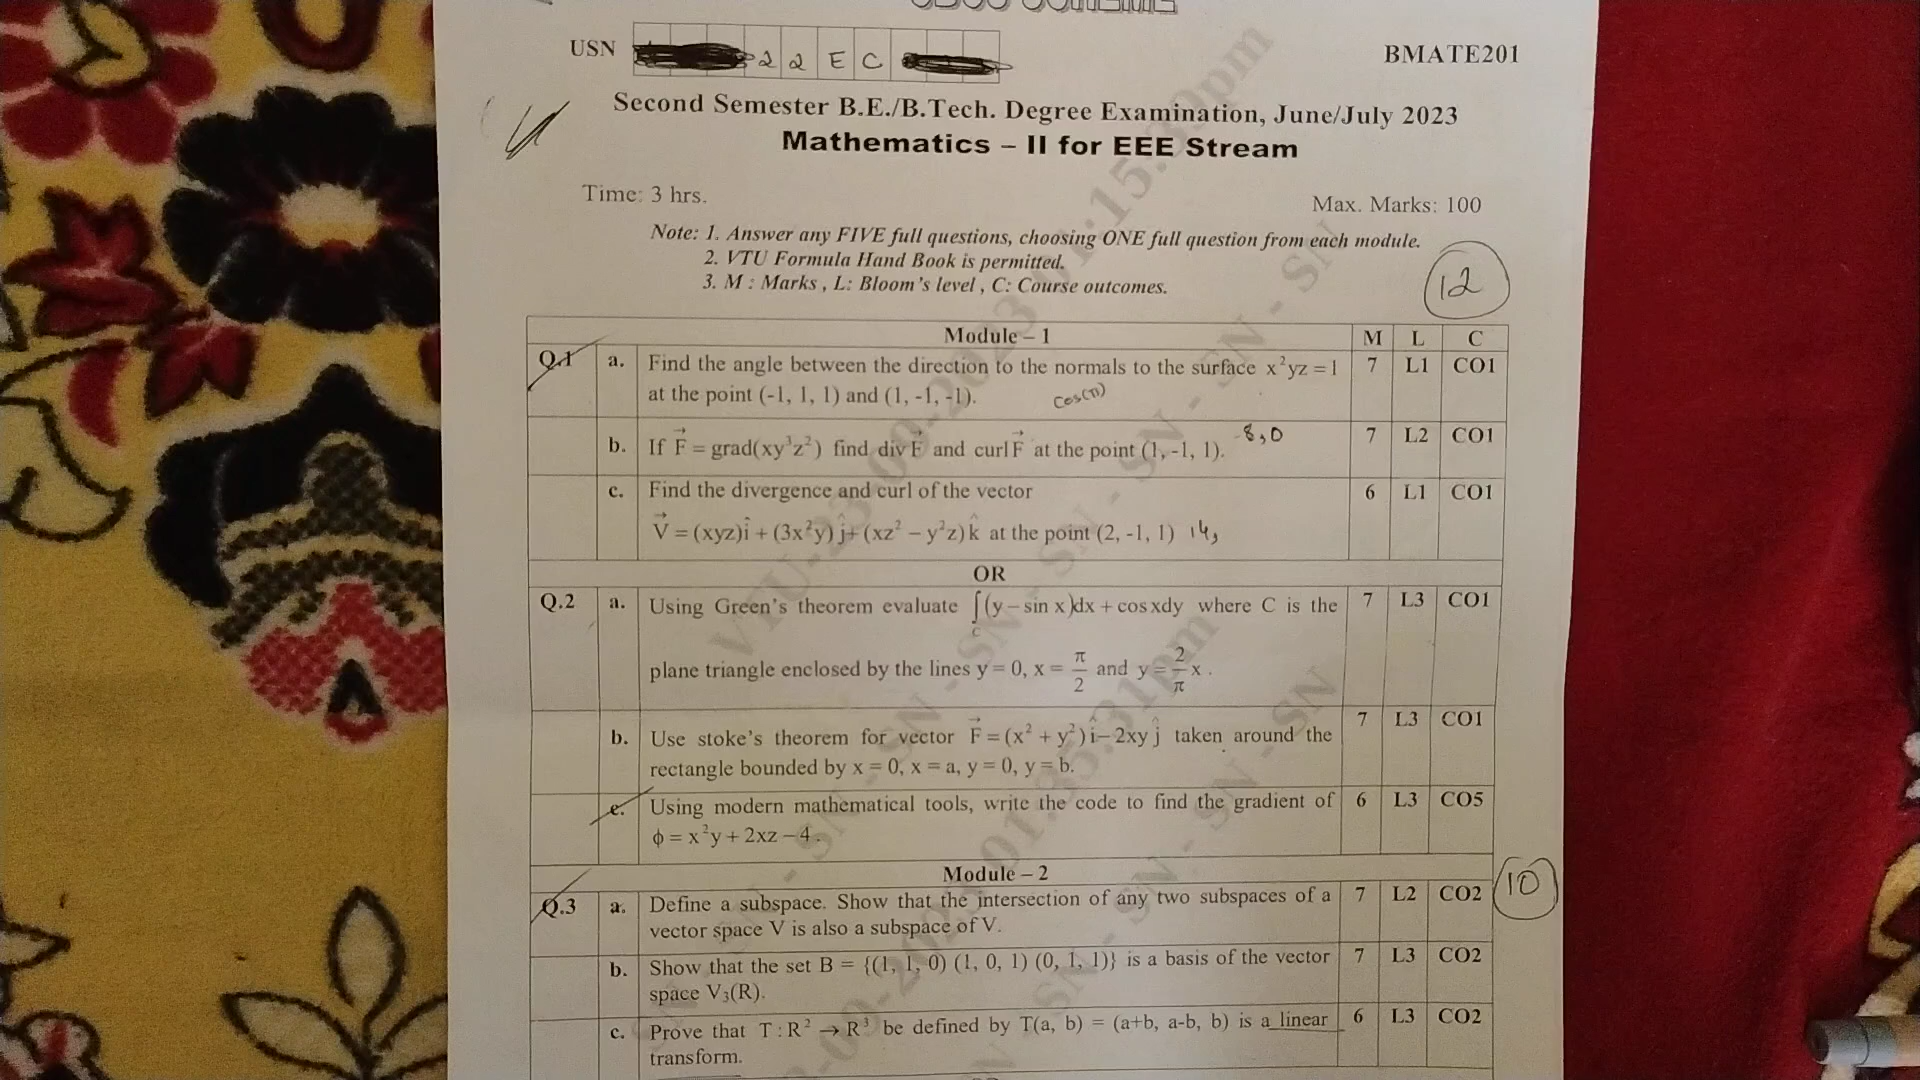 CBCS SCHEME
USN 22EC BMATE201
Second Semester B.E./B.Tech. Degree Examination, June/July 2023
Mathematics – II for EEE Stream
Time: 3 hrs. Max. Marks: 100
Note: 1. Answer any FIVE full questions, choosing ONE full question from each module.
2. VTU Formula Hand Book is permitted.
3. M : Marks , L: Bloom's level , C: Course outcomes.
12
Module – 1 M L C
Q.1 a. Find the angle between the direction to the normals to the surface x²yz = 1 7 L1 CO1
at the point (-1, 1, 1) and (1, -1, -1). cos(π)
b. If F⃗ = grad(xy³z²) find div F⃗ and curl F⃗ at the point (1, -1, 1). -8,0 7 L2 CO1
c. Find the divergence and curl of the vector 6 L1 CO1
V⃗ = (xyz)î + (3x²y)ĵ + (xz² – y²z)k̂ at the point (2, -1, 1) 14,
OR
Q.2 a. Using Green's theorem evaluate ∫c (y – sin x)dx + cos xdy where C is the 7 L3 CO1
plane triangle enclosed by the lines y = 0, x = π/2 and y = 2/π x .
b. Use stoke's theorem for vector F⃗ = (x² + y²)î – 2xy ĵ taken around the 7 L3 CO1
rectangle bounded by x = 0, x = a, y = 0, y = b.
c. Using modern mathematical tools, write the code to find the gradient of 6 L3 CO5
ϕ = x²y + 2xz – 4.
Module – 2
10
Q.3 a. Define a subspace. Show that the intersection of any two subspaces of a 7 L2 CO2
vector space V is also a subspace of V.
b. Show that the set B = {(1, 1, 0) (1, 0, 1) (0, 1, 1)} is a basis of the vector 7 L3 CO2
space V₃(R).
c. Prove that T : R² → R³ be defined by T(a, b) = (a+b, a-b, b) is a linear 6 L3 CO2
transform.